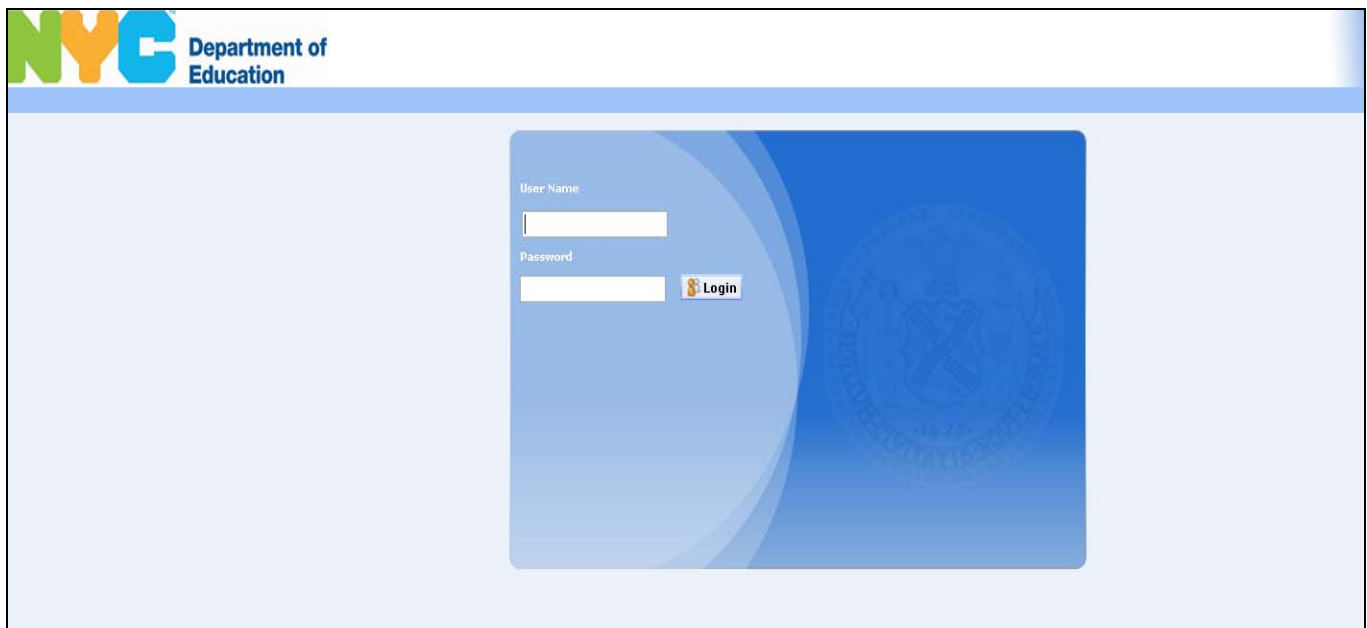 NYC
Department of
Education
User Name
Password
Login